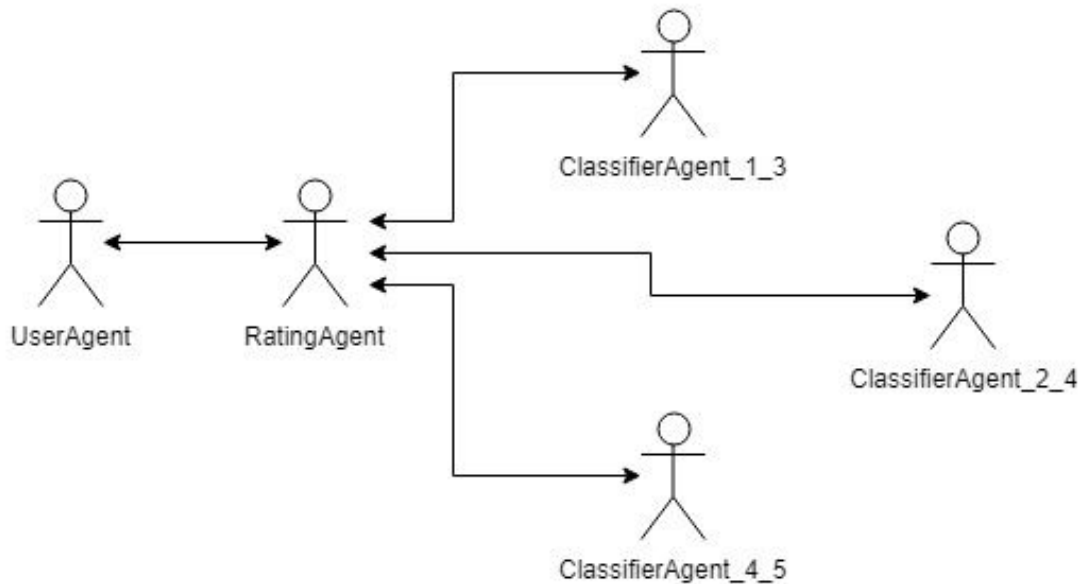 ClassifierAgent_1_3
UserAgent
RatingAgent
ClassifierAgent_2_4
ClassifierAgent_4_5